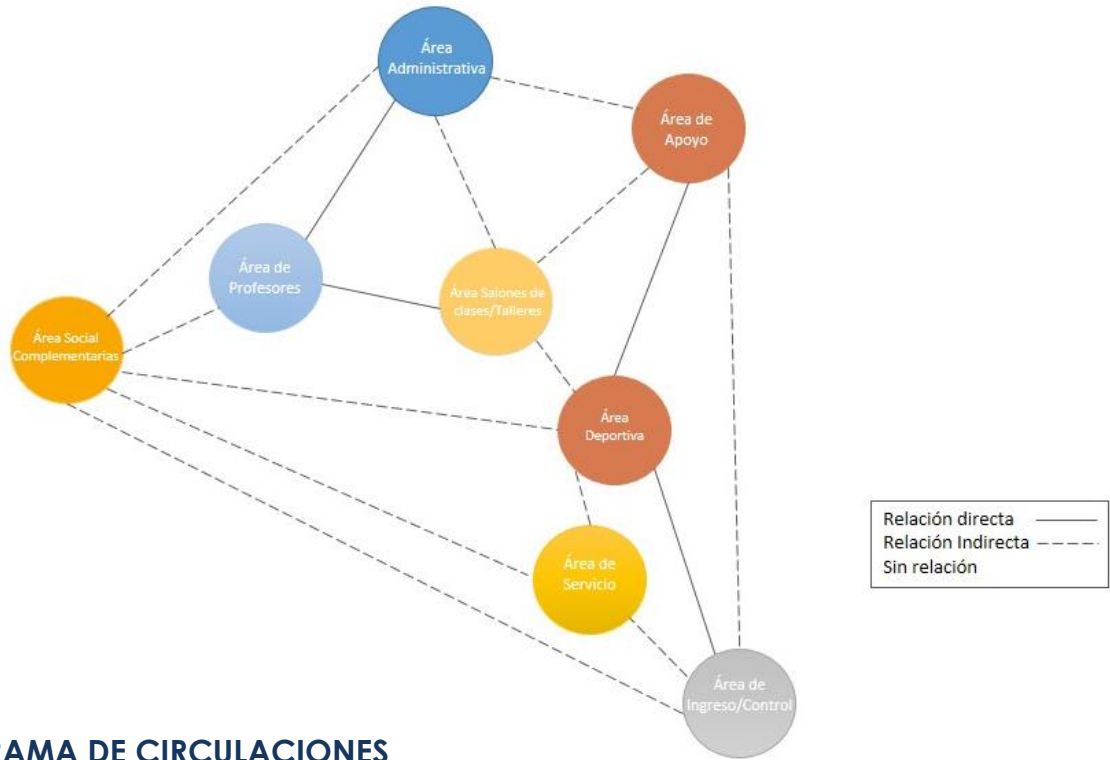 Área
Administrativa
Área de
Apoyo
Área de
Profesores
Área Salones de
clases/Talleres
Área Social
Complementarias
Área
Deportiva
Área de
Servicio
Área de
Ingreso/Control
Relación directa
Relación Indirecta
Sin relación
RAMA DE CIRCULACIONES